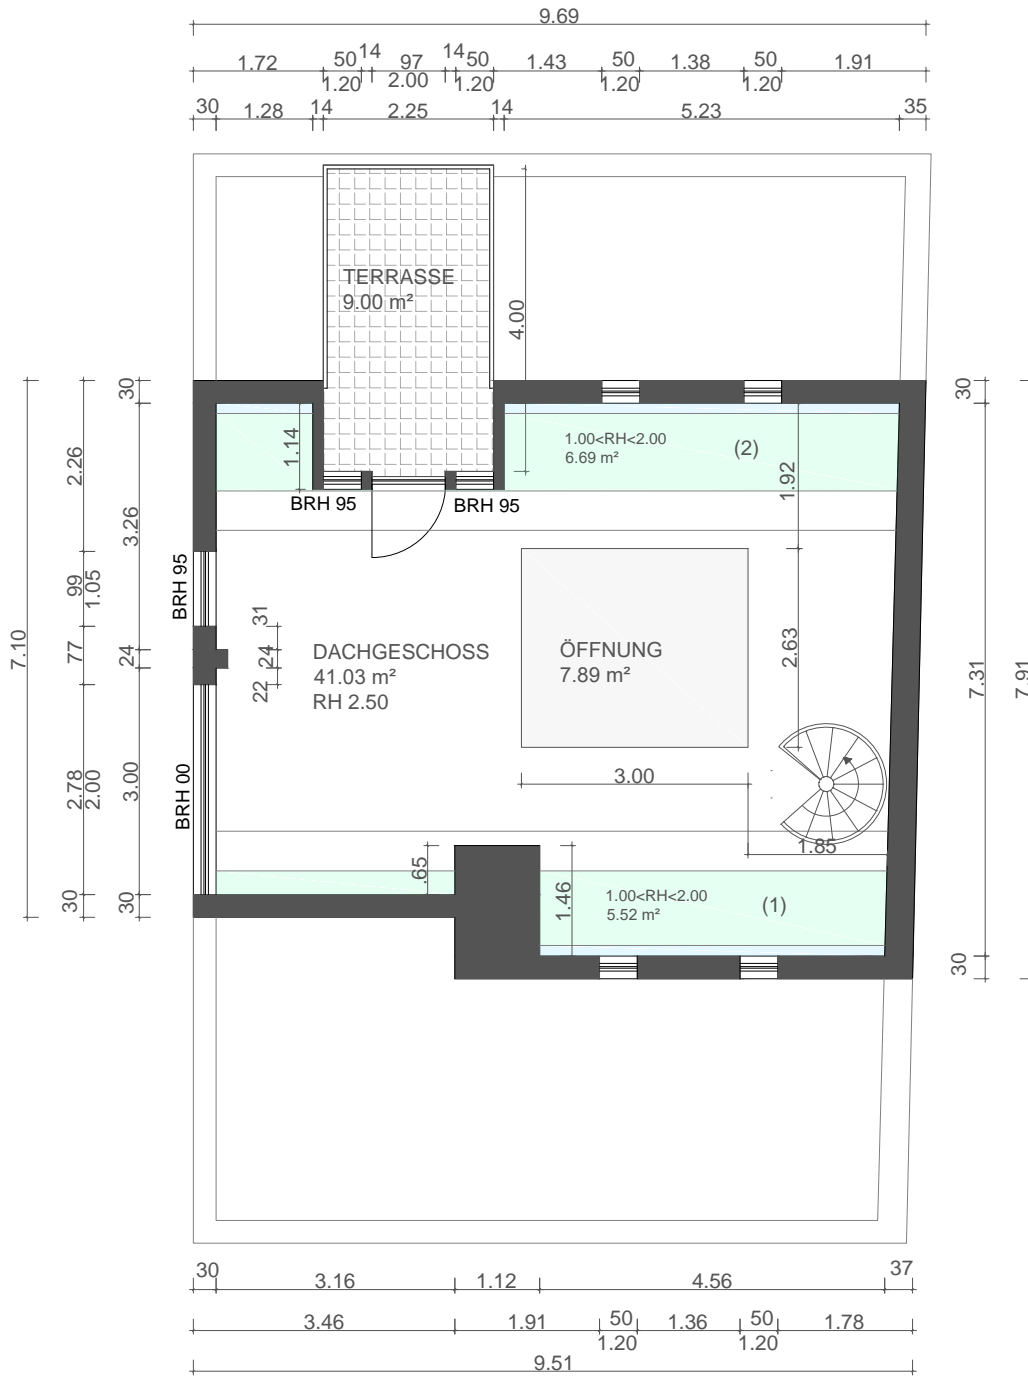 9.69
1.72 50 14 97 14 50 1.43 50 1.38 50 1.91
1.20 2.00 1.20 1.20 1.20
30 1.28 14 2.25 14 5.23 35
TERRASSE
9.00 m²
4.00
30
30
30
30
1.14
1.00<RH<2.00
6.69 m²
(2)
1.92
2.26
3.26
BRH 95
BRH 95
BRH 95
99
1.05
31
77
24
24
22
7.10
DACHGESCHOSS
41.03 m²
RH 2.50
ÖFFNUNG
7.89 m²
2.63
7.31
7.91
3.00
2.78
2.00
3.00
BRH 00
1.85
.65
1.46
1.00<RH<2.00
5.52 m²
(1)
30
30
30
30 3.16 1.12 4.56 37
3.46 1.91 50 1.36 50 1.78
1.20 1.20
9.51